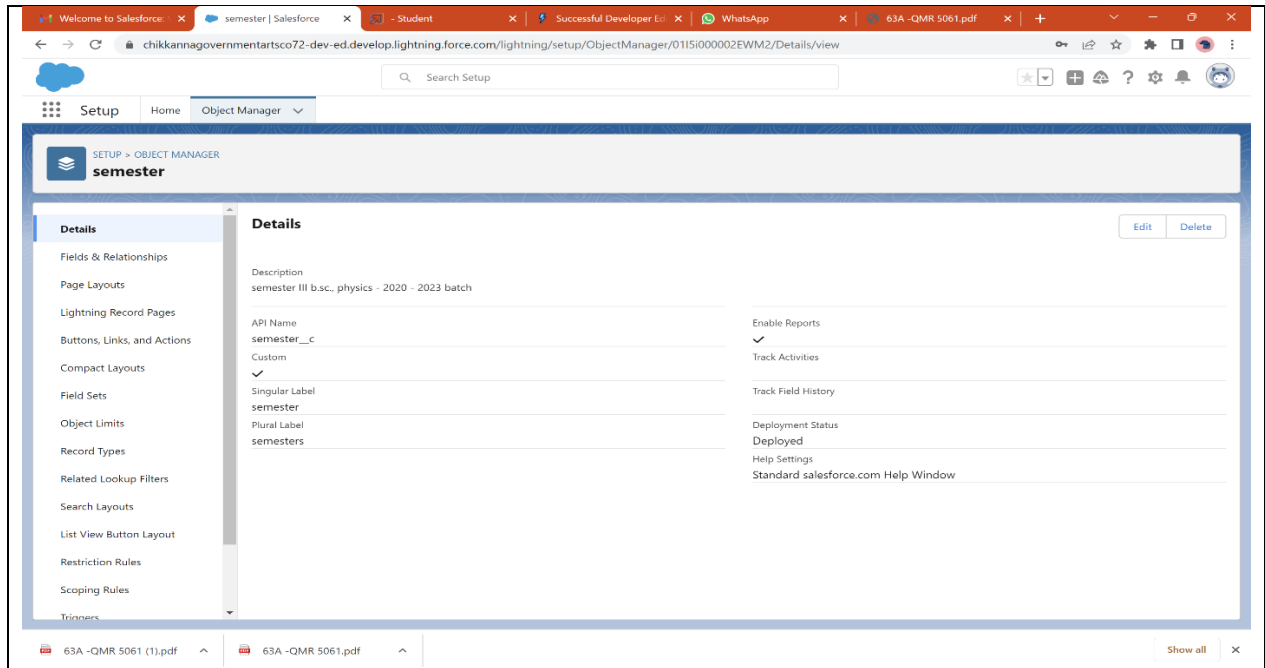 Welcome to Salesforce:
semester | Salesforce
- Student
Successful Developer Ed
WhatsApp
63A -QMR 5061.pdf
chikkannagovernmentartsco72-dev-ed.develop.lightning.force.com/lightning/setup/ObjectManager/01I5i000002EWM2/Details/view
Search Setup
Setup
Home
Object Manager
SETUP > OBJECT MANAGER
semester
Details
Fields & Relationships
Page Layouts
Lightning Record Pages
Buttons, Links, and Actions
Compact Layouts
Field Sets
Object Limits
Record Types
Related Lookup Filters
Search Layouts
List View Button Layout
Restriction Rules
Scoping Rules
Triggers
Details
Edit
Delete
Description
semester III b.sc., physics - 2020 - 2023 batch
API Name
semester__c
Custom
Singular Label
semester
Plural Label
semesters
Enable Reports
Track Activities
Track Field History
Deployment Status
Deployed
Help Settings
Standard salesforce.com Help Window
63A -QMR 5061 (1).pdf
63A -QMR 5061.pdf
Show all